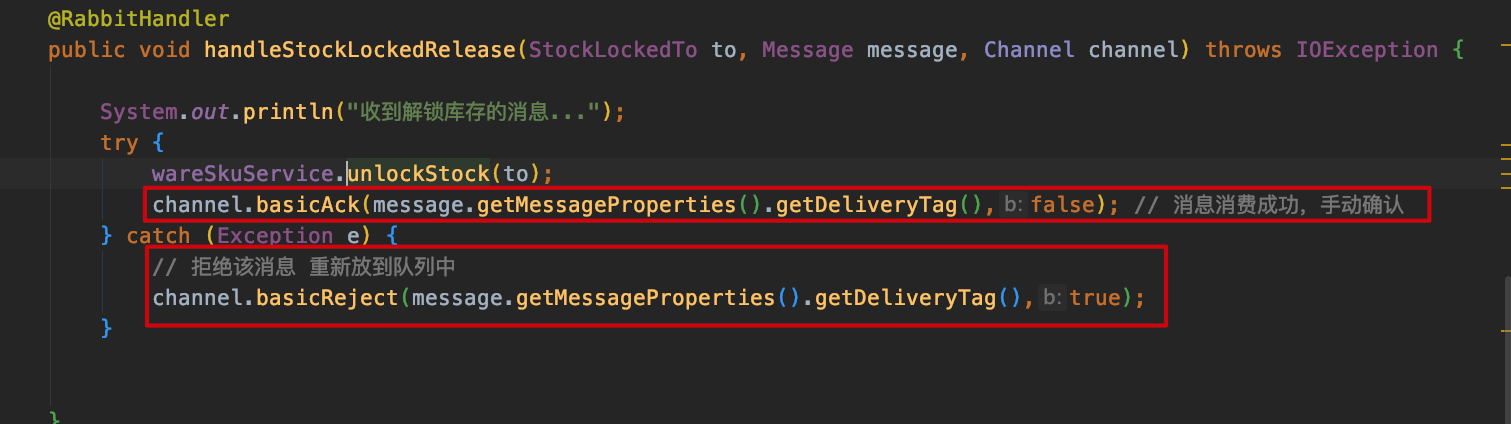 @RabbitHandler
public void handleStockLockedRelease(StockLockedTo to, Message message, Channel channel) throws IOException {
System.out.println("收到解锁库存的消息...");
try {
wareSkuService.unlockStock(to);
channel.basicAck(message.getMessageProperties().getDeliveryTag(), b: false); // 消息消费成功，手动确认
} catch (Exception e) {
// 拒绝该消息 重新放到队列中
channel.basicReject(message.getMessageProperties().getDeliveryTag(), b: true);
}
}